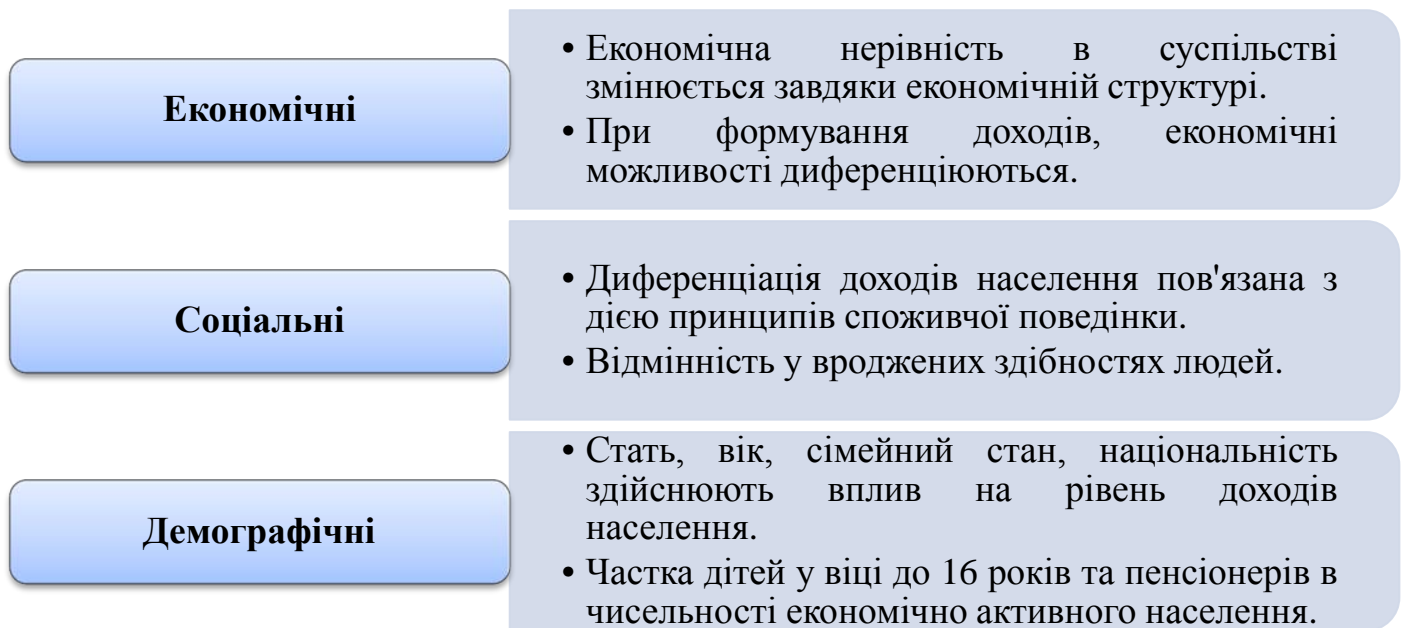 Економічні
• Економічна нерівність в суспільстві
змінюється завдяки економічній структурі.
• При формування доходів, економічні
можливості диференціюються.
Соціальні
• Диференціація доходів населення пов'язана з
дією принципів споживчої поведінки.
• Відмінність у вроджених здібностях людей.
Демографічні
• Стать, вік, сімейний стан, національність
здійснюють вплив на рівень доходів
населення.
• Частка дітей у віці до 16 років та пенсіонерів в
чисельності економічно активного населення.